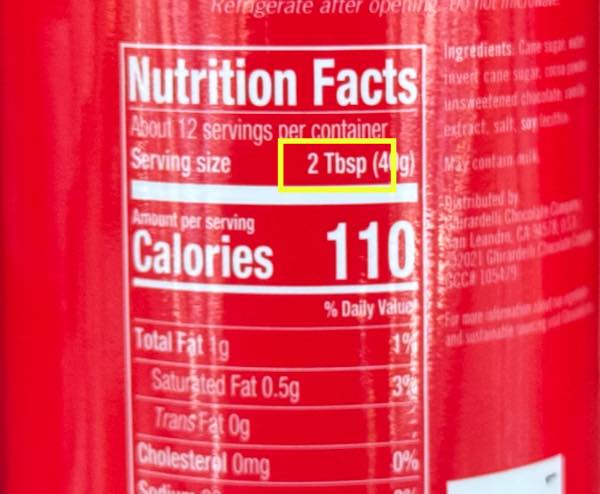 Refrigerate after opening. Do not microwave.
Nutrition Facts
About 12 servings per container
Serving size 2 Tbsp (40g)
Amount per serving
Calories 110
% Daily Value
Total Fat 1g 1%
Saturated Fat 0.5g 3%
Trans Fat 0g
Cholesterol 0mg 0%
Sodium
Ingredients: Cane sugar,
invert cane sugar, cocoa
unsweetened chocolate,
extract, salt, soy lecithin.
May contain milk
Distributed by
Ghirardelli Chocolate Company
San Leandro, CA 94578, U.S.A.
©2021 Ghirardelli Chocolate Company
For more information about our
and sustainable sourcing visit